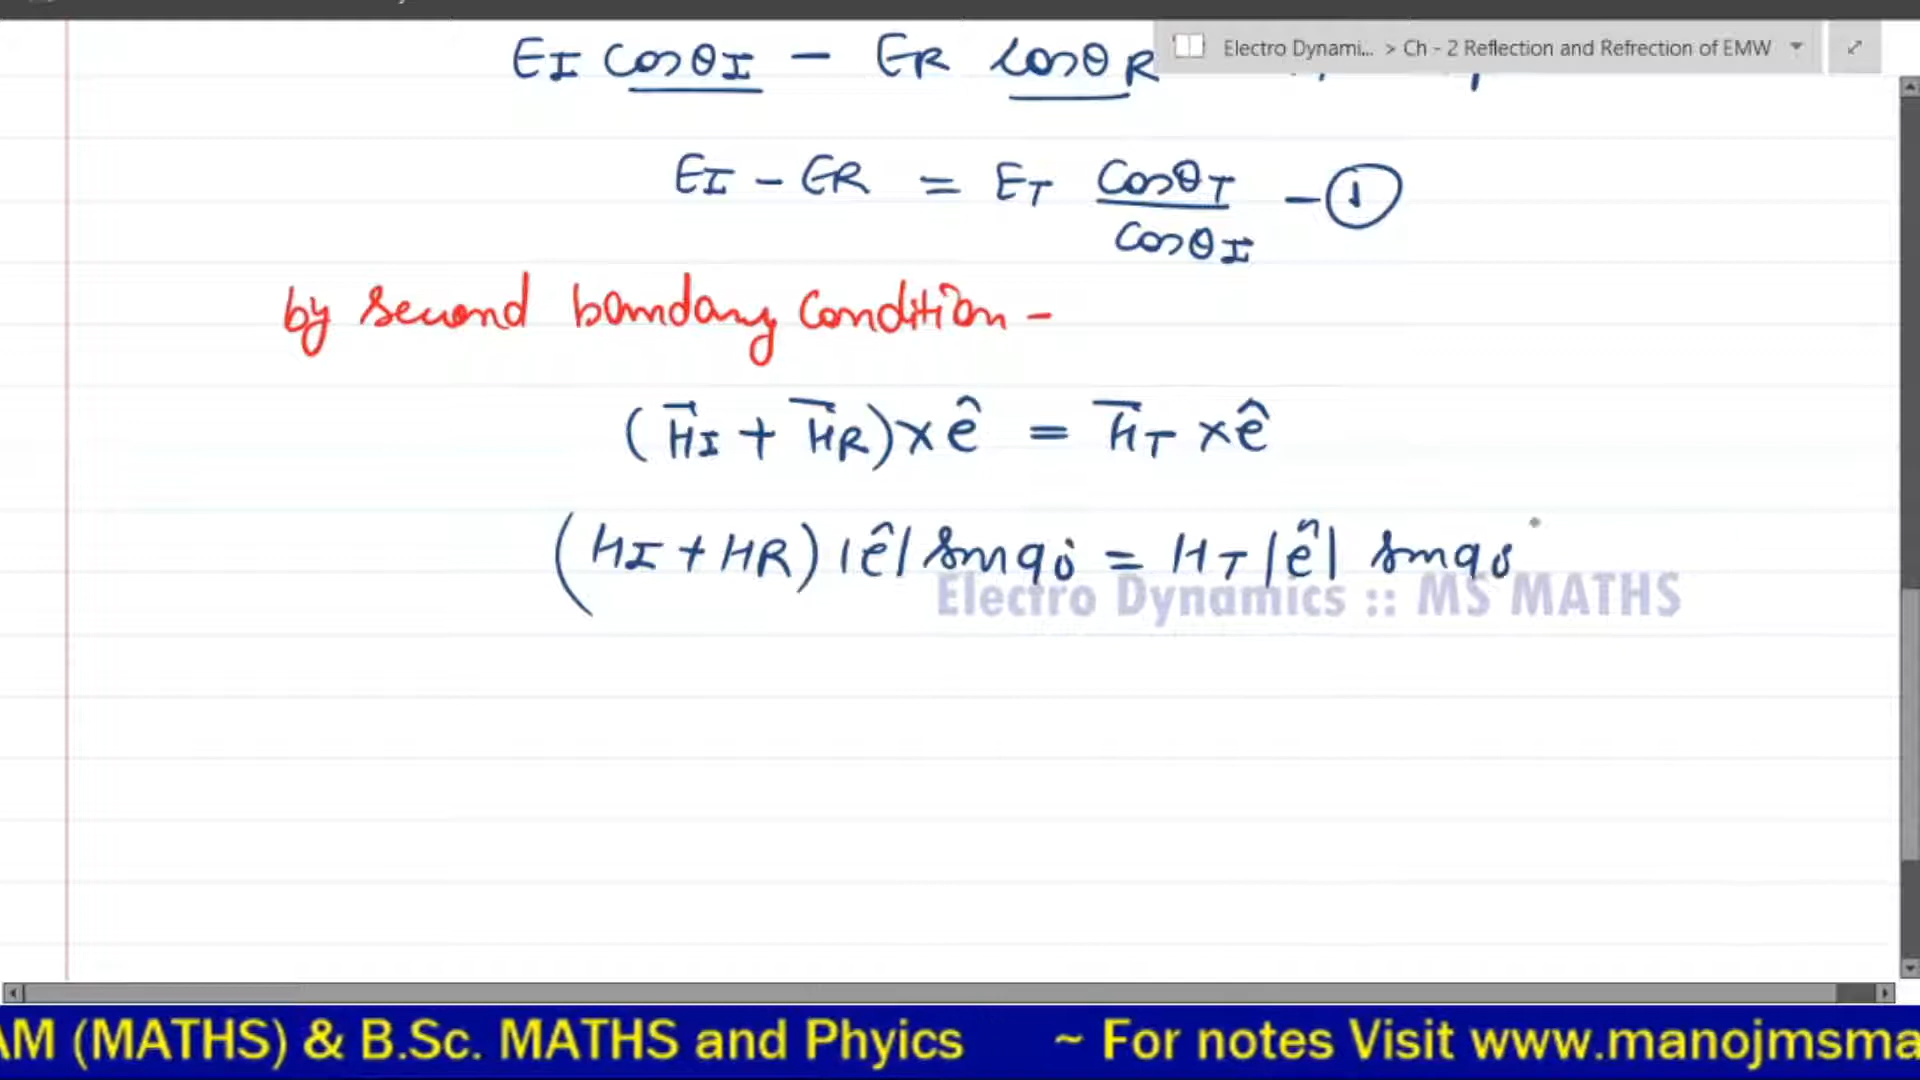 Electro Dynami... > Ch - 2 Reflection and Refrection of EMW
EI CosθI - ER CosθR
EI - ER = ET CosθT / CosθI - ①
by second boundary condition -
(H⃗I + H⃗R) × ê = H⃗T × ê
(HI + HR) |ê| Sin90° = HT |ê| Sin90°
Electro Dynamics :: MS MATHS
AM (MATHS) & B.Sc. MATHS and Phyics ~ For notes Visit www.manojmsma